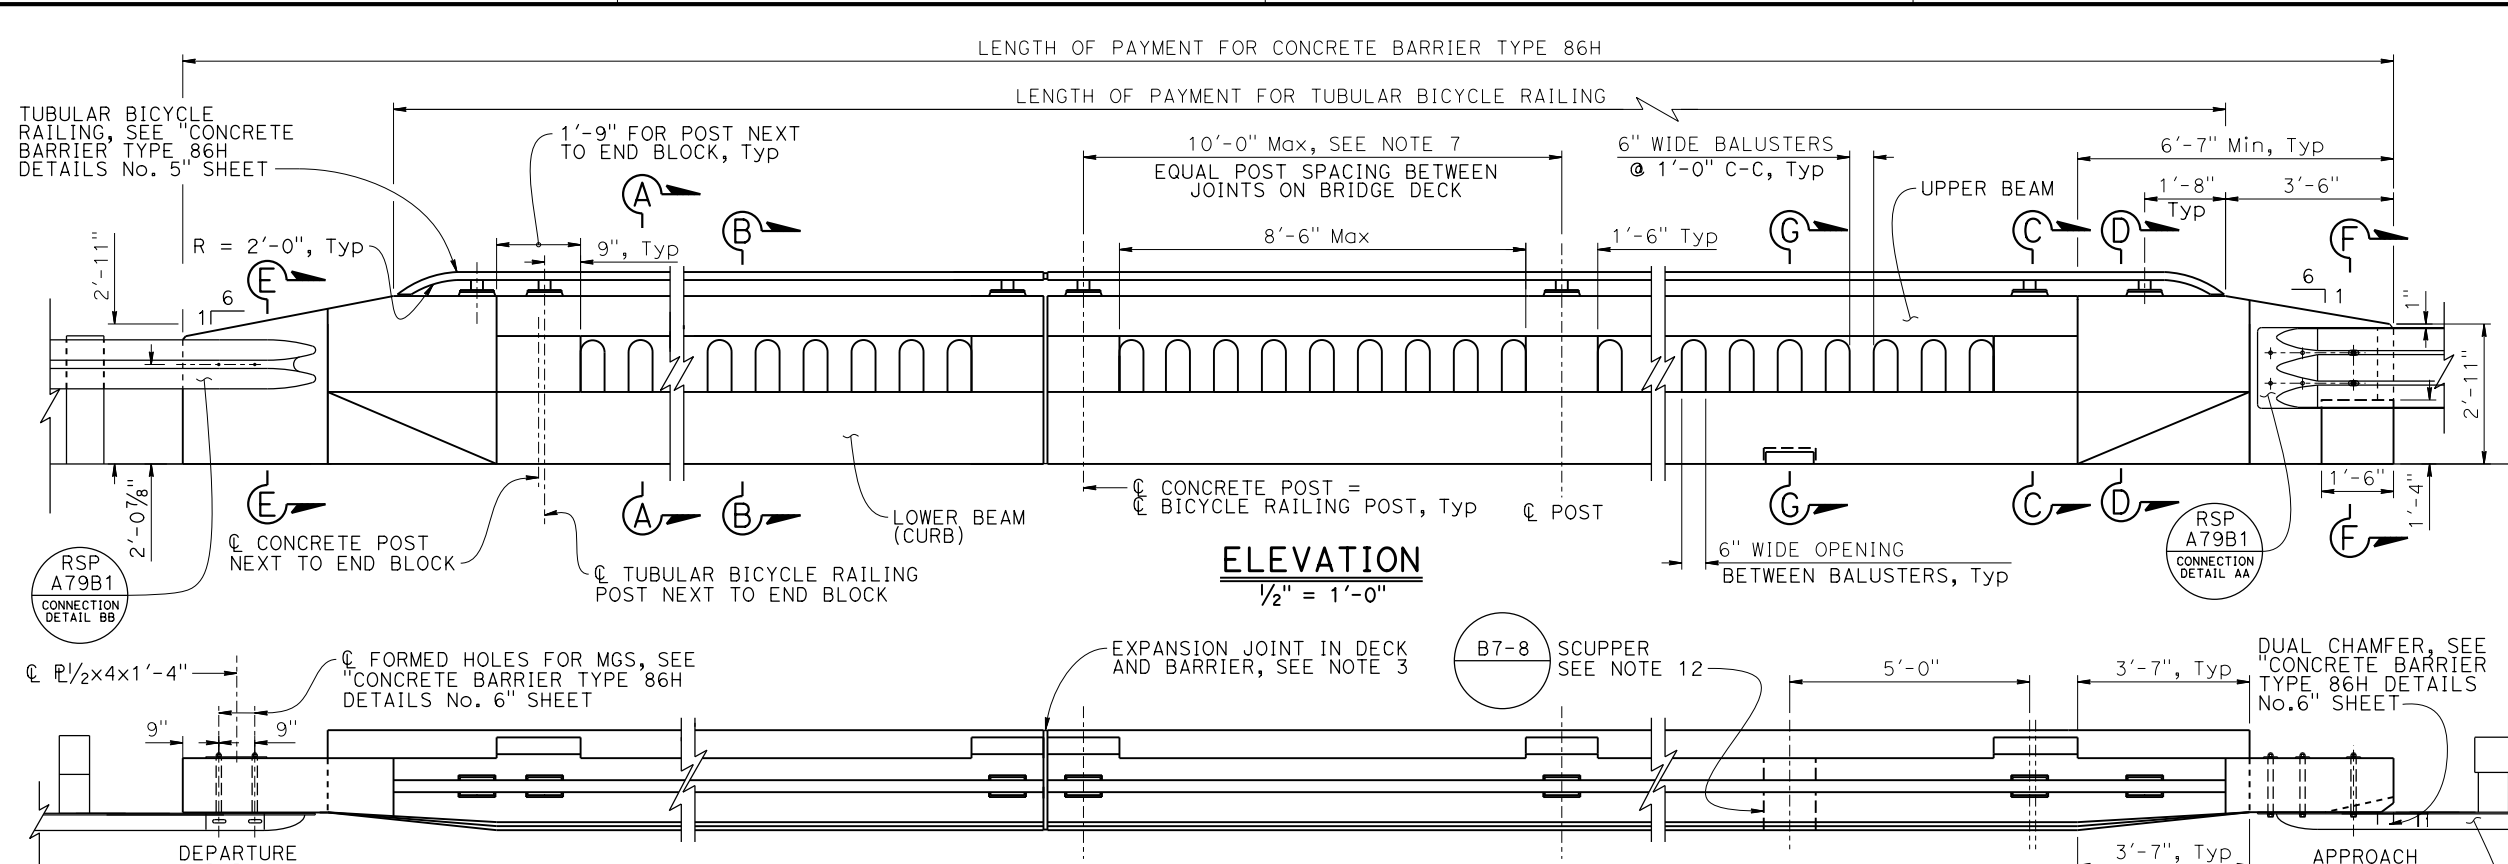 LENGTH OF PAYMENT FOR CONCRETE BARRIER TYPE 86H
LENGTH OF PAYMENT FOR TUBULAR BICYCLE RAILING
TUBULAR BICYCLE
RAILING, SEE "CONCRETE
BARRIER TYPE 86H
DETAILS No. 5" SHEET
1'-9" FOR POST NEXT
TO END BLOCK, Typ
10'-0" Max, SEE NOTE 7
EQUAL POST SPACING BETWEEN
JOINTS ON BRIDGE DECK
6" WIDE BALUSTERS
@ 1'-0" C-C, Typ
6'-7" Min, Typ
UPPER BEAM
1'-8"
Typ
3'-6"
A
B
G
C
D
F
E
R = 2'-0", Typ
9", Typ
8'-6" Max
1'-6" Typ
2'-11"
6
1
6
1
1"
2'-11"
1'-6"
1'-4"
2'-0⅞"
E
A
B
G
C
D
F
℄ CONCRETE POST =
℄ BICYCLE RAILING POST, Typ
℄ POST
LOWER BEAM
(CURB)
℄ CONCRETE POST
NEXT TO END BLOCK
℄ TUBULAR BICYCLE RAILING
POST NEXT TO END BLOCK
RSP
A79B1
CONNECTION
DETAIL BB
RSP
A79B1
CONNECTION
DETAIL AA
ELEVATION
½" = 1'-0"
6" WIDE OPENING
BETWEEN BALUSTERS, Typ
℄ PL½x4x1'-4"
℄ FORMED HOLES FOR MGS, SEE
"CONCRETE BARRIER TYPE 86H
DETAILS No. 6" SHEET
EXPANSION JOINT IN DECK
AND BARRIER, SEE NOTE 3
B7-8
SCUPPER
SEE NOTE 12
5'-0"
3'-7", Typ
DUAL CHAMFER, SEE
"CONCRETE BARRIER
TYPE 86H DETAILS
No.6" SHEET
9"
9"
DEPARTURE
3'-7", Typ
APPROACH